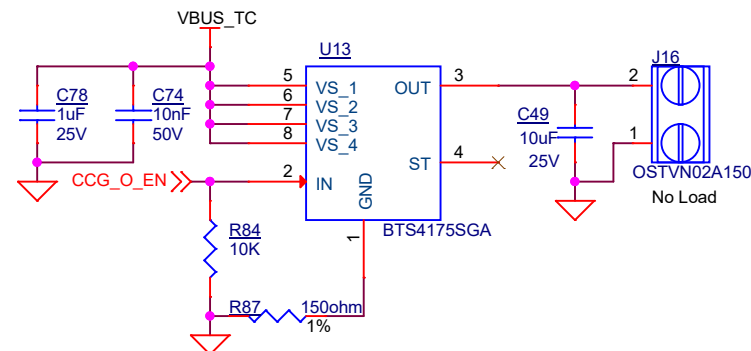 VBUS_TC
U13
J16
C78
1uF
25V
C74
10nF
50V
5 VS_1
6 VS_2
7 VS_3
8 VS_4
OUT 3
2
C49
10uF
25V
ST 4
1
OSTVN02A150
No Load
CCG_O_EN
2 IN
GND
1
BTS4175SGA
R84
10K
R87
150ohm
1%